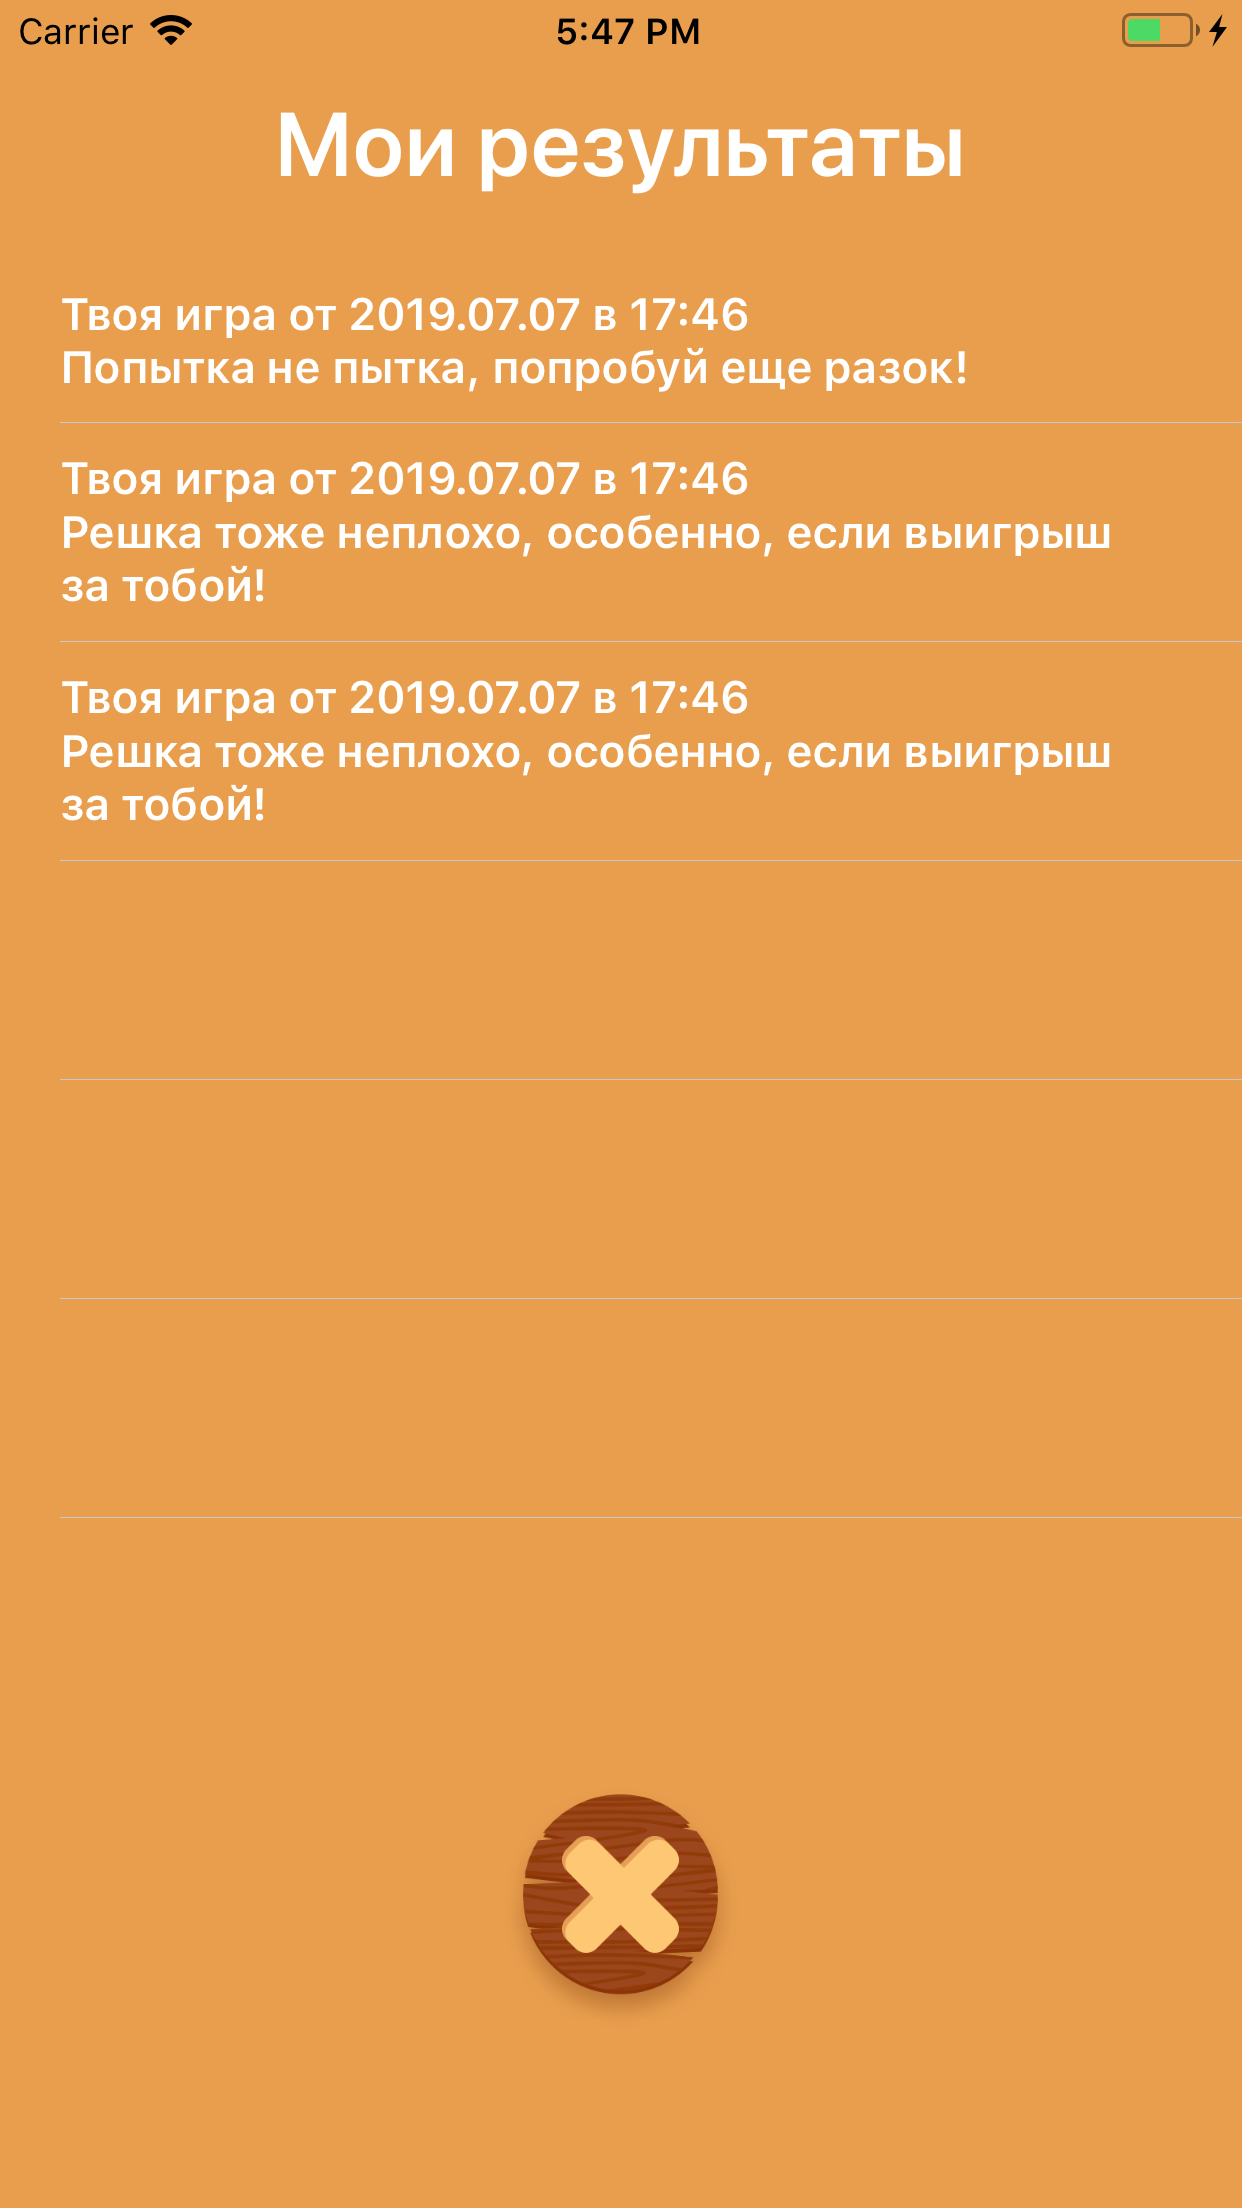 Carrier 5:47 PM
Мои результаты
Твоя игра от 2019.07.07 в 17:46
Попытка не пытка, попробуй еще разок!
Твоя игра от 2019.07.07 в 17:46
Решка тоже неплохо, особенно, если выигрыш
за тобой!
Твоя игра от 2019.07.07 в 17:46
Решка тоже неплохо, особенно, если выигрыш
за тобой!